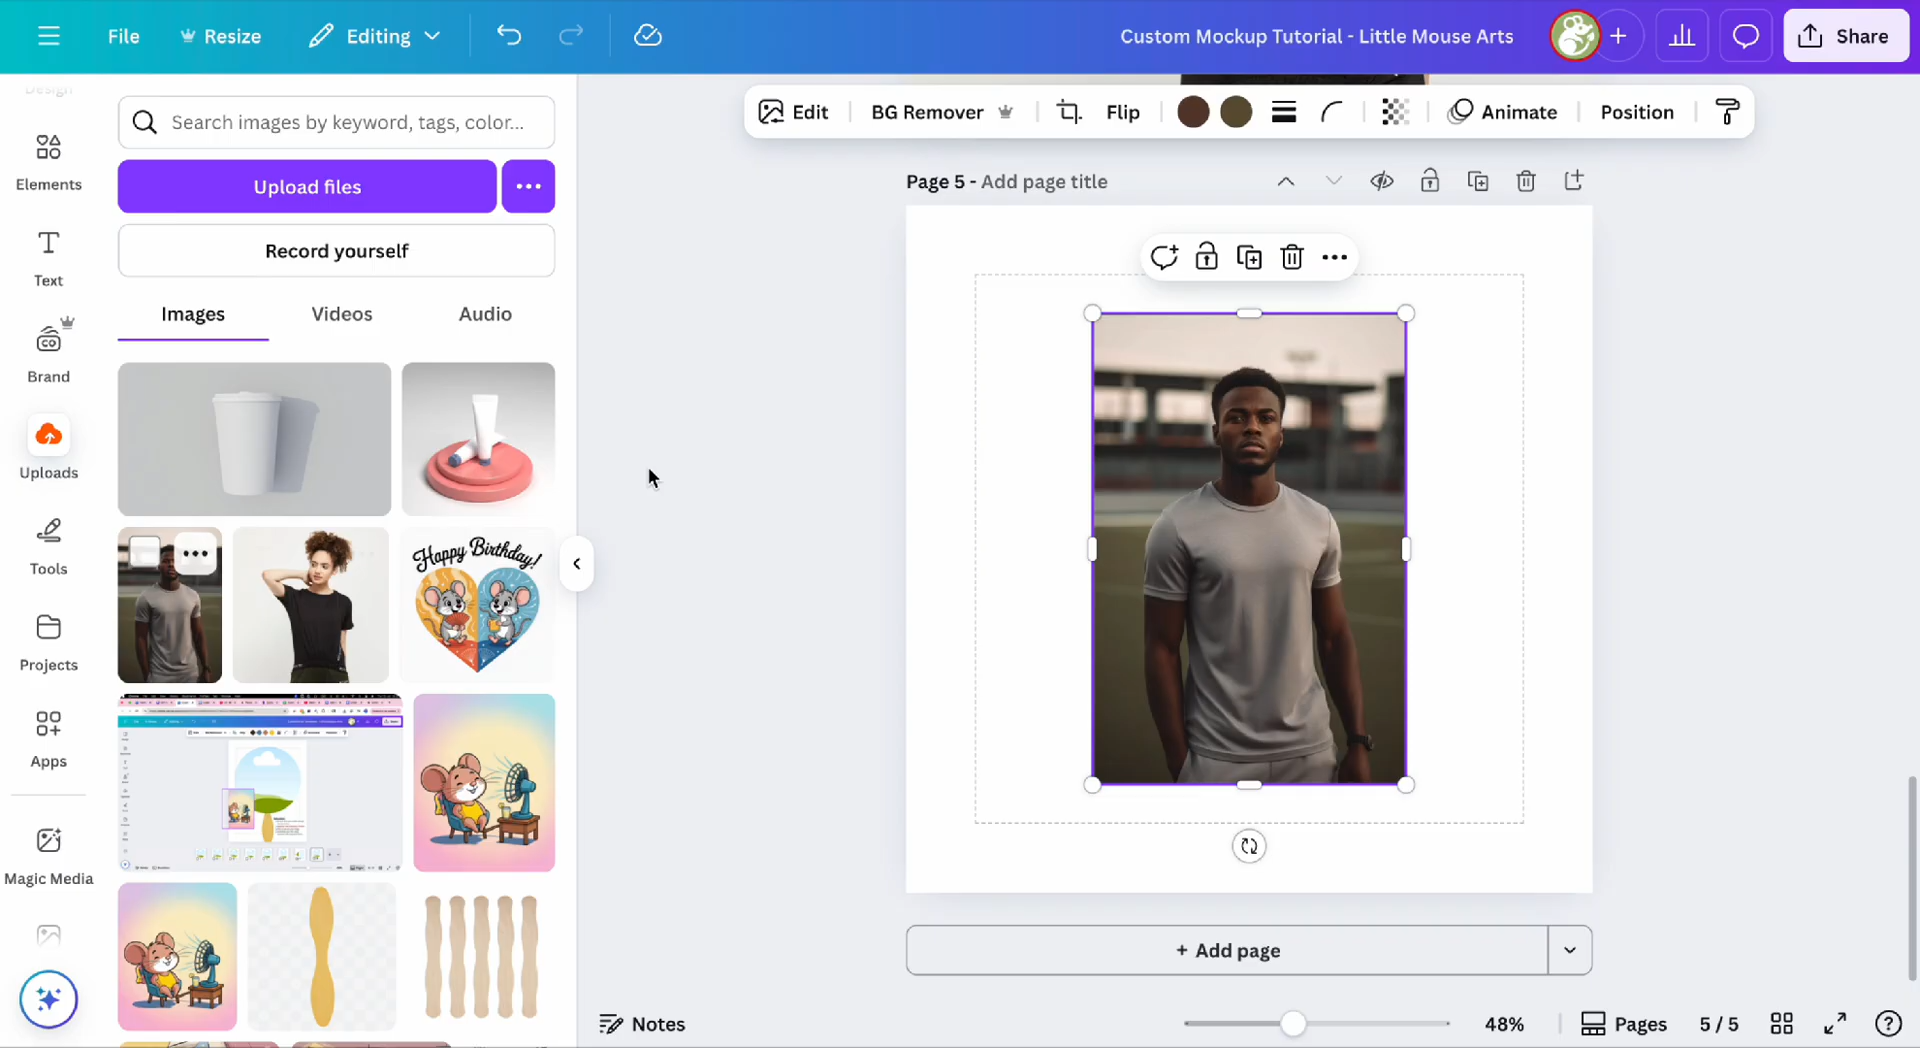 File
Resize
Editing
Custom Mockup Tutorial - Little Mouse Arts
Share
Design
Elements
Text
Brand
Uploads
Tools
Projects
Apps
Magic Media
Search images by keyword, tags, color...
Upload files
Record yourself
Images
Videos
Audio
CO
Happy Birthday!
Edit
BG Remover
Flip
Animate
Position
Page 5 - Add page title
+ Add page
Notes
48%
Pages
5 / 5